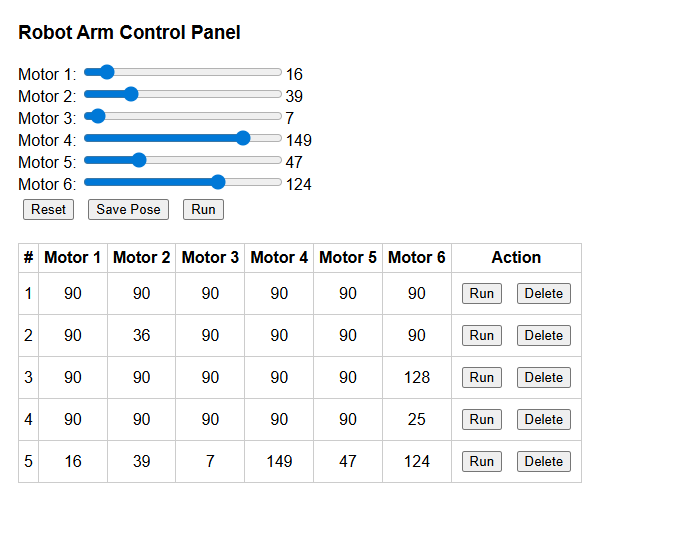 Robot Arm Control Panel
Motor 1: 16
Motor 2: 39
Motor 3: 7
Motor 4: 149
Motor 5: 47
Motor 6: 124
Reset Save Pose Run
# Motor 1 Motor 2 Motor 3 Motor 4 Motor 5 Motor 6 Action
1 90 90 90 90 90 90 Run Delete
2 90 36 90 90 90 90 Run Delete
3 90 90 90 90 90 128 Run Delete
4 90 90 90 90 90 25 Run Delete
5 16 39 7 149 47 124 Run Delete